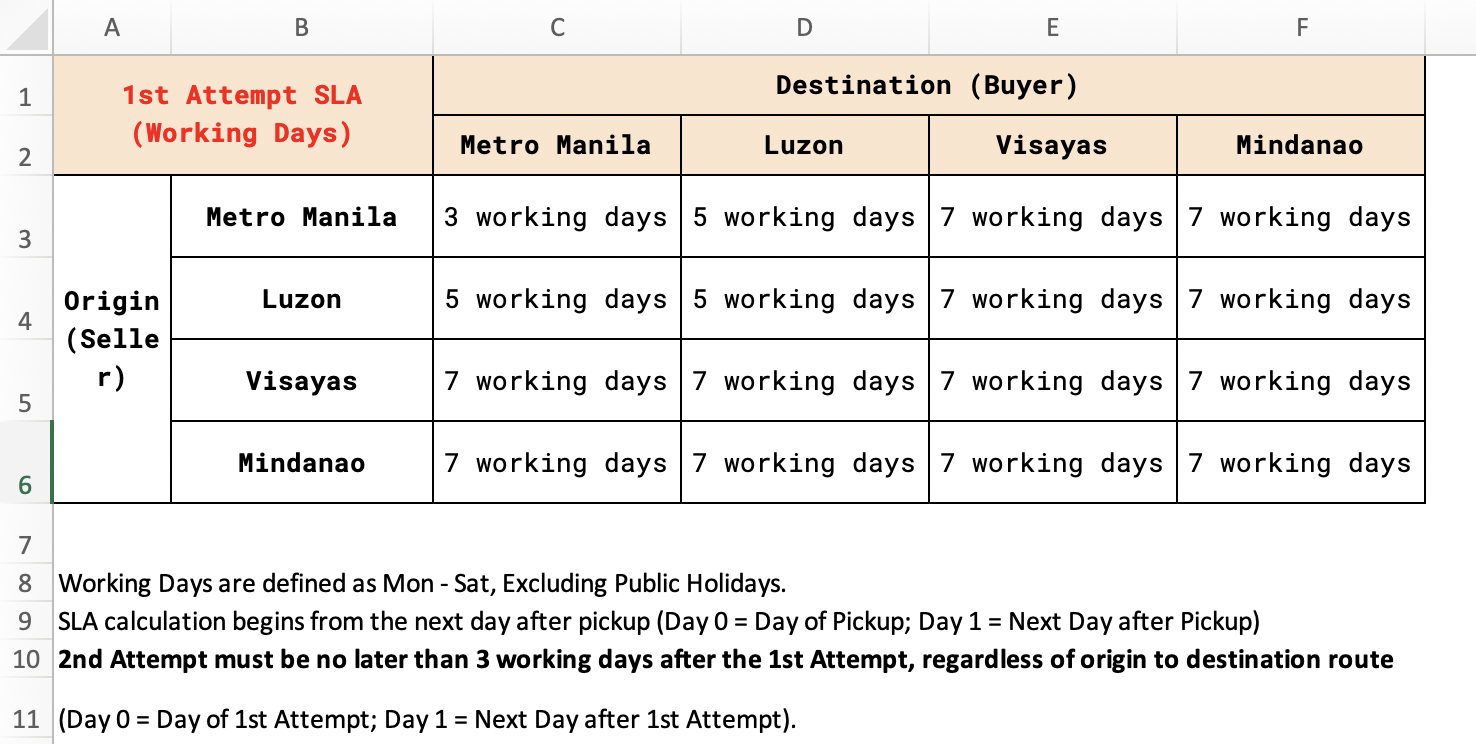 A B C D E F
1 1st Attempt SLA Destination (Buyer)
2 (Working Days) Metro Manila Luzon Visayas Mindanao
3 Metro Manila 3 working days 5 working days 7 working days 7 working days
4 Origin Luzon 5 working days 5 working days 7 working days 7 working days
(Selle
5 r) Visayas 7 working days 7 working days 7 working days 7 working days
6 Mindanao 7 working days 7 working days 7 working days 7 working days
7
8 Working Days are defined as Mon - Sat, Excluding Public Holidays.
9 SLA calculation begins from the next day after pickup (Day 0 = Day of Pickup; Day 1 = Next Day after Pickup)
10 2nd Attempt must be no later than 3 working days after the 1st Attempt, regardless of origin to destination route
11 (Day 0 = Day of 1st Attempt; Day 1 = Next Day after 1st Attempt).